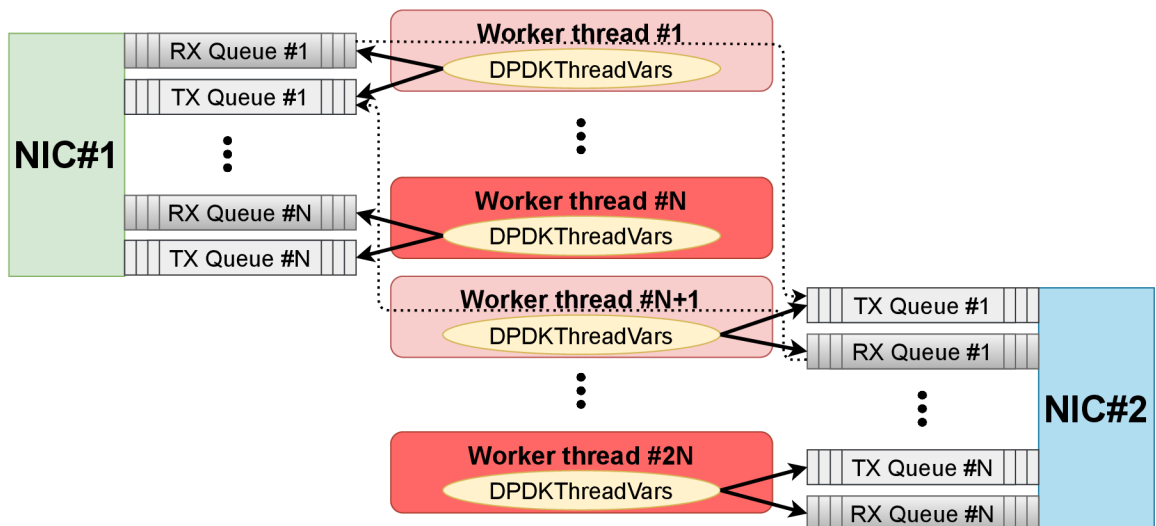 Worker thread #1
RX Queue #1
DPDKThreadVars
TX Queue #1
NIC#1
Worker thread #N
RX Queue #N
DPDKThreadVars
TX Queue #N
Worker thread #N+1
TX Queue #1
DPDKThreadVars
RX Queue #1
NIC#2
Worker thread #2N
TX Queue #N
DPDKThreadVars
RX Queue #N